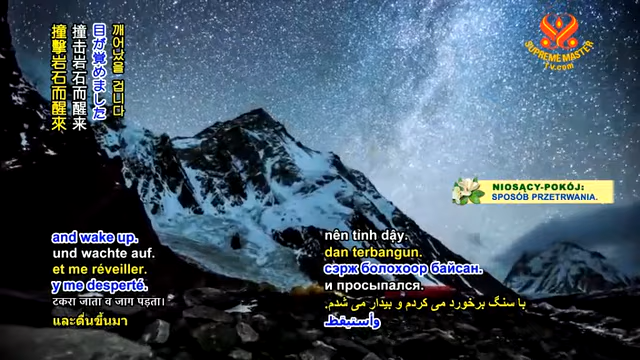 撞擊岩石而醒來
撞击岩石而醒来
目が覚めました
깨어났을 겁니다
SUPREME MASTER
TV.com
NIOSĄCY-POKÓJ:
SPOSÓB PRZETRWANIA.
and wake up.
und wachte auf.
et me réveiller.
y me desperté.
टकरा जाता व जाग पड़ता।
และตื่นขึ้นมา
nên tỉnh dậy.
dan terbangun.
сэрж болохоор байсан.
и просыпался.
با سنگ برخورد می کردم و بیدار می شدم.
وأستيقظ